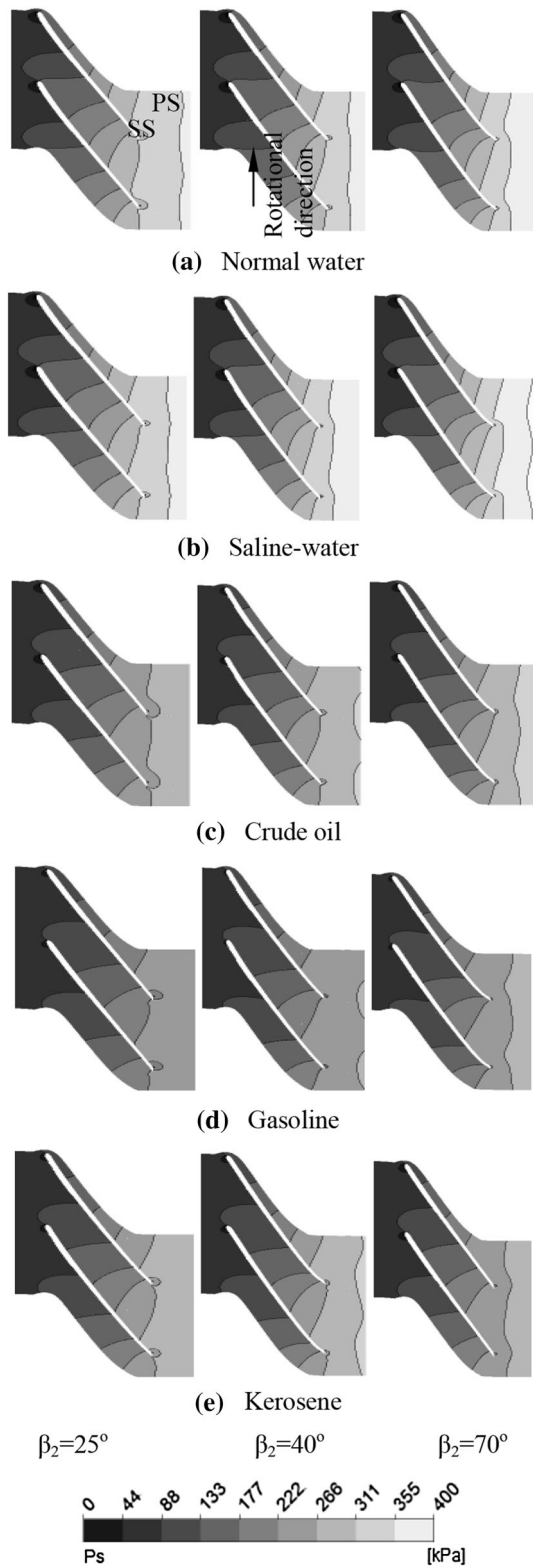 PS
SS
Rotational
direction
(a) Normal water
(b) Saline-water
(c) Crude oil
(d) Gasoline
(e) Kerosene
β₂=25º β₂=40º β₂=70º
0 44 88 133 177 222 266 311 355 400
Ps [kPa]